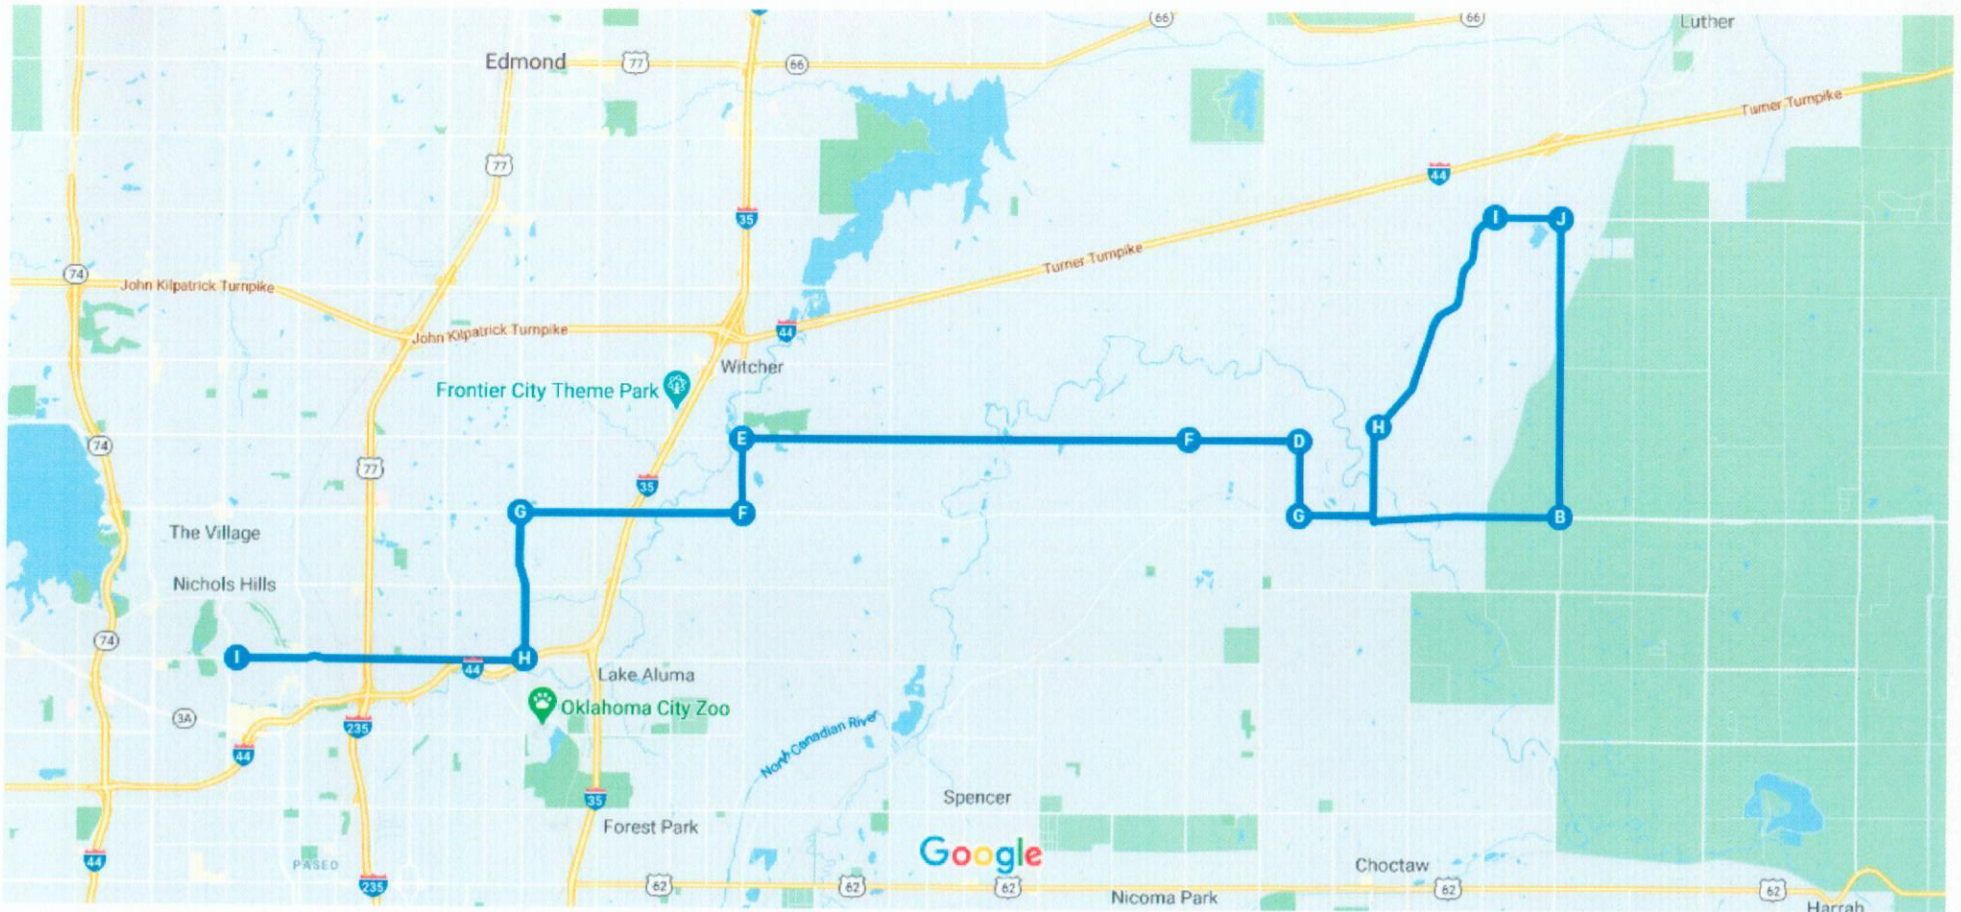 66
66
Luther
Edmond
77
66
Turner Turnpike
77
44
35
I
J
Turner Turnpike
74
John Kilpatrick Turnpike
John Kilpatrick Turnpike
44
Witcher
Frontier City Theme Park
H
E
F
D
74
77
35
G
F
G
B
The Village
Nichols Hills
74
I
H
44
Lake Aluma
Oklahoma City Zoo
3A
235
North Canadian River
44
35
Spencer
Forest Park
Google
44
PASEO
Choctaw
235
62
62
62
62
62
Nicoma Park
Harrah